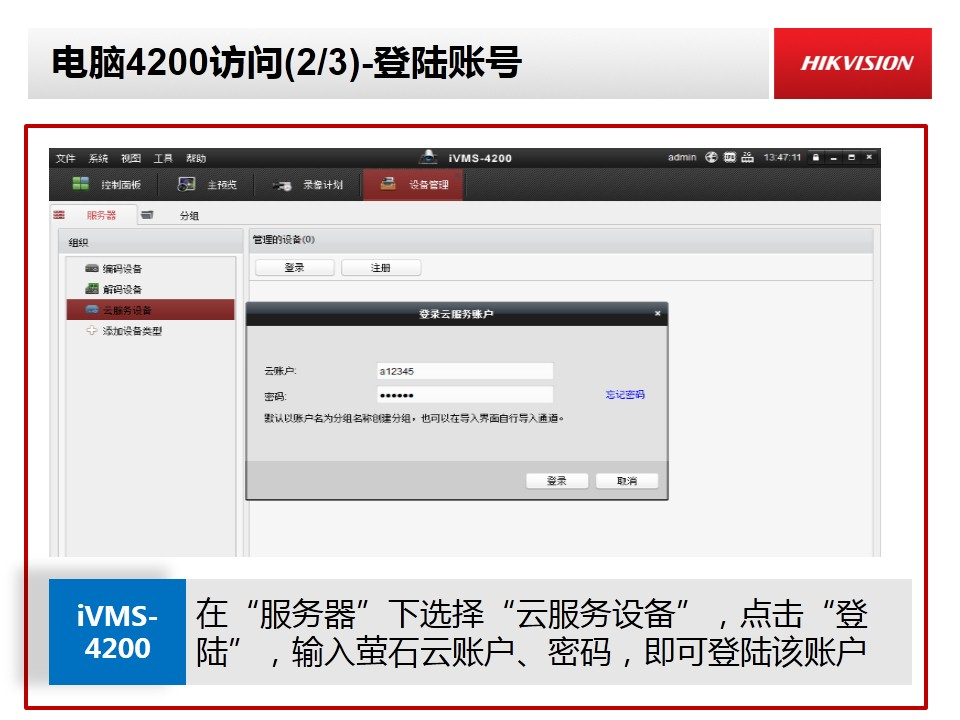 电脑4200访问(2/3)-登陆账号
HIKVISION
文件 系统 视图 工具 帮助
iVMS-4200
admin 13:47:11
控制面板 主预览 录像计划 设备管理
服务器 分组
组织
管理的设备(0)
编码设备
解码设备
云服务设备
添加设备类型
登录 注册
登录云服务账户
云账户: a12345
密码: ●●●●●●
忘记密码
默认以账户名为分组名称创建分组，也可以在导入界面自行导入通道。
登录 取消
iVMS-
4200
在“服务器”下选择“云服务设备”，点击“登
陆”，输入萤石云账户、密码，即可登陆该账户